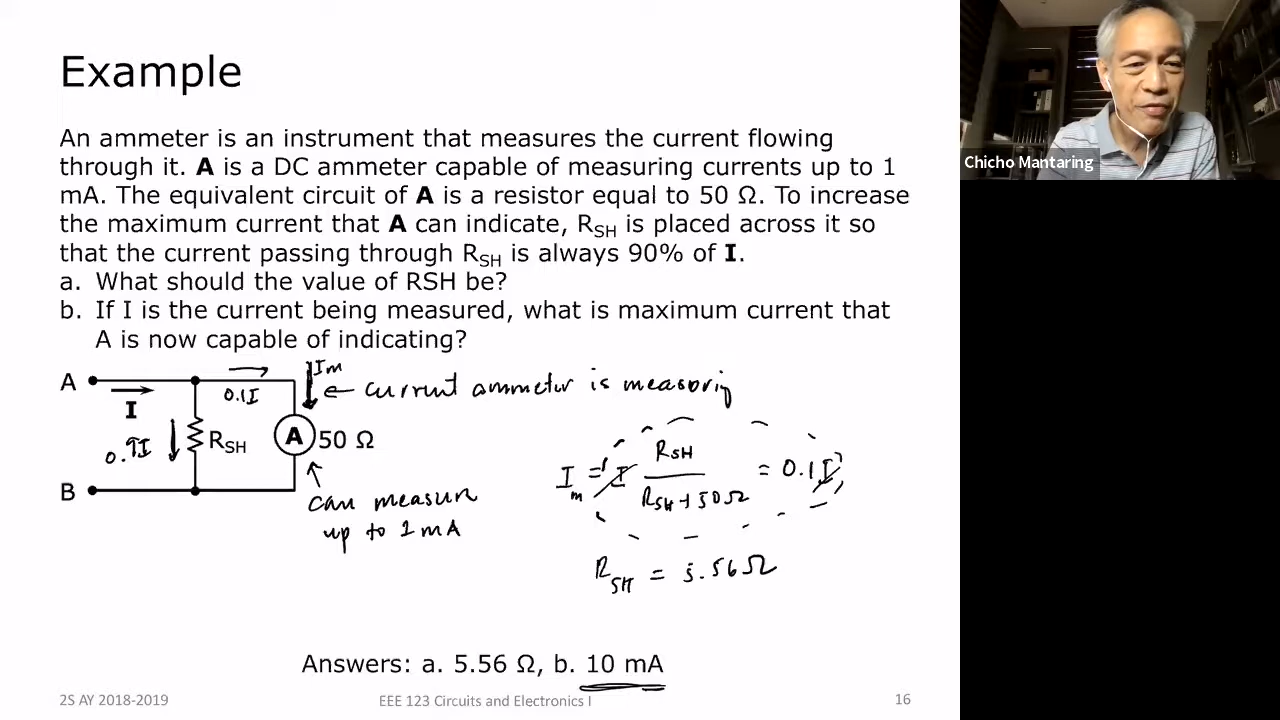 Example
An ammeter is an instrument that measures the current flowing
through it. A is a DC ammeter capable of measuring currents up to 1
mA. The equivalent circuit of A is a resistor equal to 50 Ω. To increase
the maximum current that A can indicate, RSH is placed across it so
that the current passing through RSH is always 90% of I.
a. What should the value of RSH be?
b. If I is the current being measured, what is maximum current that
A is now capable of indicating?
Chicho Mantaring
A
I
0.1I
Im
← current ammeter is measuring
0.9I
RSH
A
50 Ω
B
can measure
up to 1 mA
Im = I RSH / RSH + 50Ω = 0.1I
RSH = 5.56Ω
Answers: a. 5.56 Ω, b. 10 mA
2S AY 2018-2019
EEE 123 Circuits and Electronics I
16